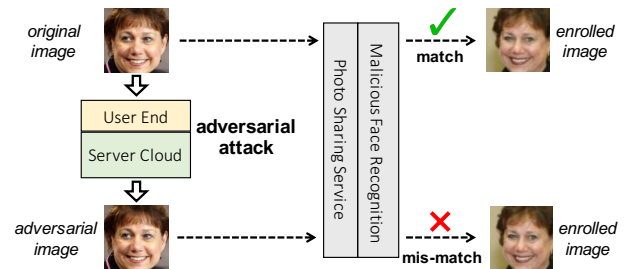 original
image
match
enrolled
image
User End
Server Cloud
adversarial
attack
Photo Sharing Service
Malicious Face Recognition
adversarial
image
mis-match
enrolled
image